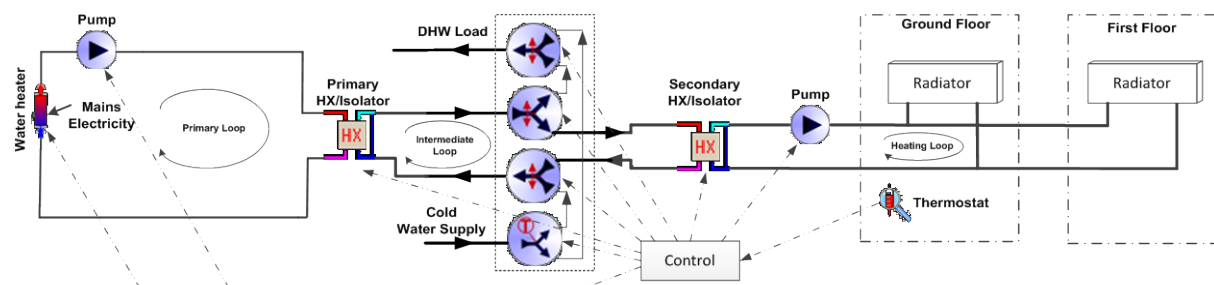 Pump
Water heater
Mains
Electricity
Primary Loop
Primary
HX/Isolator
HX
Intermediate
Loop
DHW Load
Cold
Water Supply
T
Secondary
HX/Isolator
HX
Pump
Control
Ground Floor
Radiator
Heating Loop
Thermostat
First Floor
Radiator